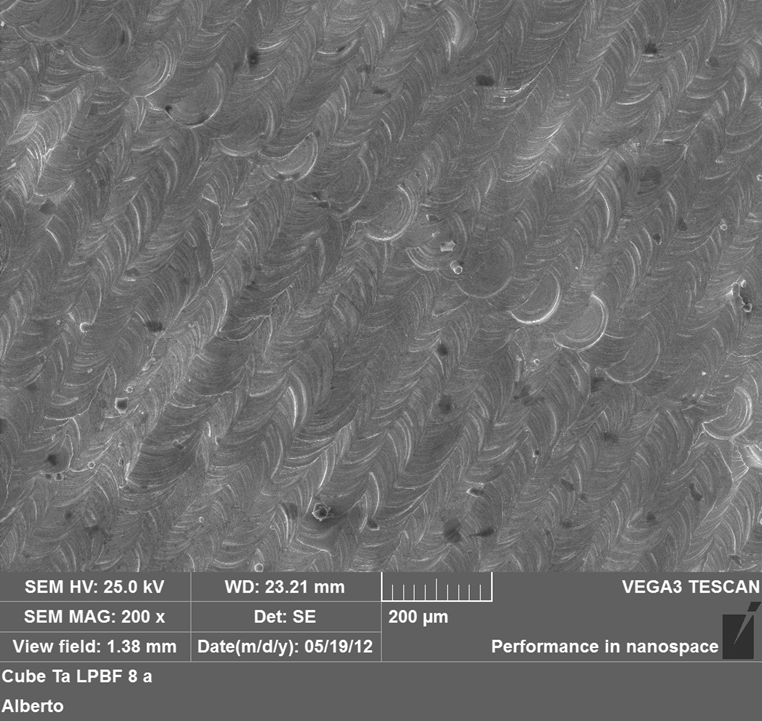 SEM HV: 25.0 kV WD: 23.21 mm VEGA3 TESCAN
SEM MAG: 200 x Det: SE 200 µm
View field: 1.38 mm Date(m/d/y): 05/19/12 Performance in nanospace
Cube Ta LPBF 8 a
Alberto